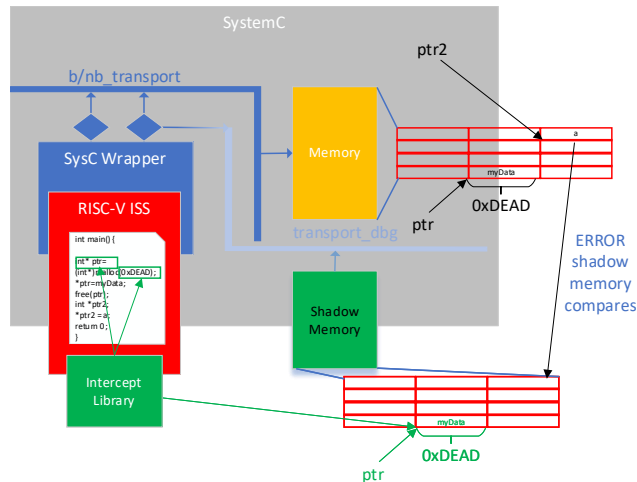 SystemC
ptr2
b/nb_transport
a
SysC Wrapper
Memory
myData
RISC-V ISS
ptr
0xDEAD
transport_dbg
int main() {
int* ptr=
(int*)malloc(0xDEAD);
*ptr=myData;
free(ptr);
int *ptr2;
*ptr2 = a;
return 0;
}
ERROR
shadow
memory
compares
Shadow
Memory
Intercept
Library
myData
0xDEAD
ptr